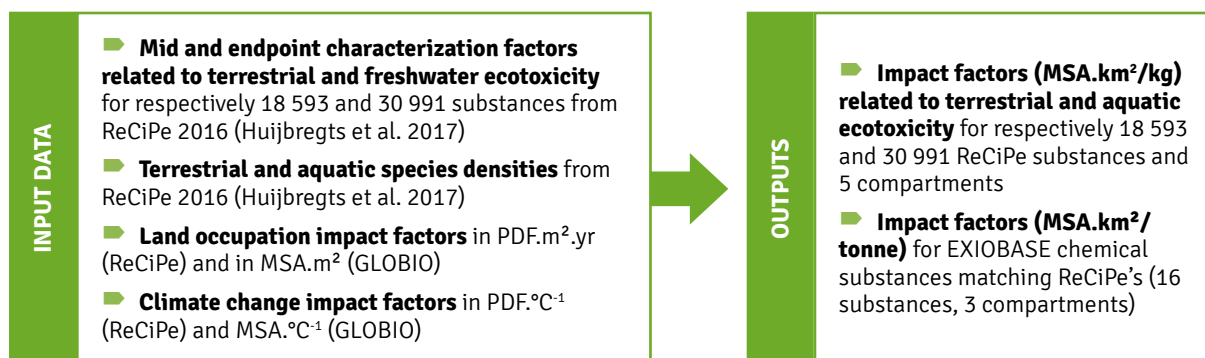 INPUT DATA
Mid and endpoint characterization factors
related to terrestrial and freshwater ecotoxicity
for respectively 18 593 and 30 991 substances from
ReCiPe 2016 (Huijbregts et al. 2017)
Terrestrial and aquatic species densities from
ReCiPe 2016 (Huijbregts et al. 2017)
Land occupation impact factors in PDF.m².yr
(ReCiPe) and in MSA.m² (GLOBIO)
Climate change impact factors in PDF.°C⁻¹
(ReCiPe) and MSA.°C⁻¹ (GLOBIO)
OUTPUTS
Impact factors (MSA.km²/kg)
related to terrestrial and aquatic
ecotoxicity for respectively 18 593
and 30 991 ReCiPe substances and
5 compartments
Impact factors (MSA.km²/
tonne) for EXIOBASE chemical
substances matching ReCiPe's (16
substances, 3 compartments)